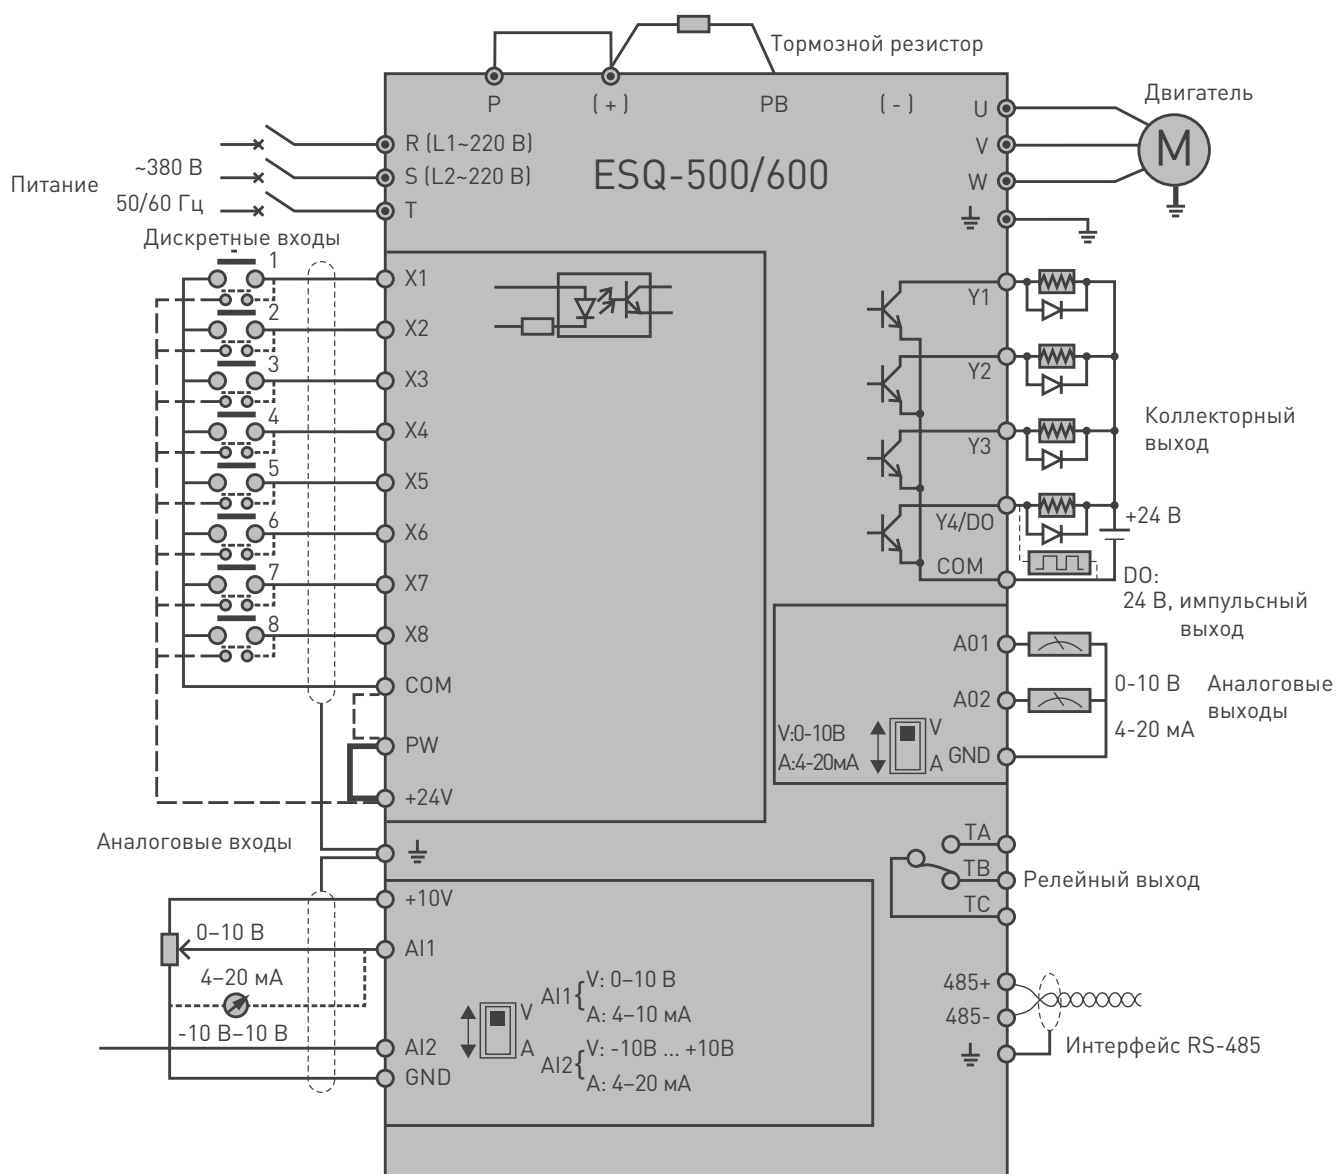 Тормозной резистор
P
(+)
PB
(-)
U
Двигатель
R (L1~220 В)
V
M
~380 В
S (L2~220 В)
ESQ-500/600
W
Питание
50/60 Гц
T
Дискретные входы
1
X1
Y1
2
X2
3
X3
Y2
4
X4
Коллекторный
выход
5
X5
Y3
6
X6
Y4/DO
+24 В
7
X7
COM
DO:
24 В, импульсный
выход
8
X8
A01
COM
A02
0-10 В
Аналоговые
выходы
4-20 мА
PW
V:0-10В
A:4-20мА
V
A
GND
+24V
Аналоговые входы
TA
TB
Релейный выход
TC
+10V
0–10 В
AI1
4–20 мА
AI1{
V: 0–10 В
A: 4–10 мА
485+
485-
-10 В–10 В
V
A
AI2{
V: -10В ... +10В
A: 4–20 мА
AI2
GND
Интерфейс RS-485